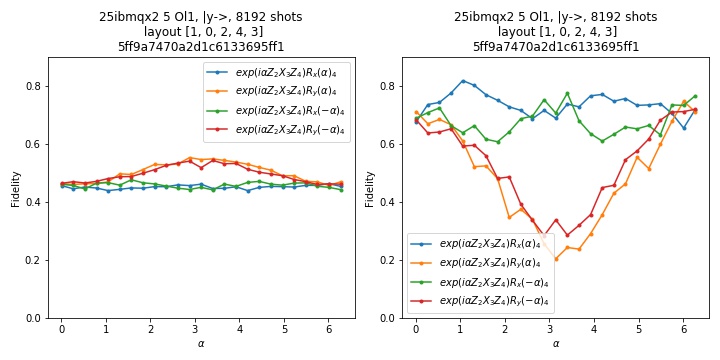 25ibmqx2 5 Ol1, |y->, 8192 shots
layout [1, 0, 2, 4, 3]
5ff9a7470a2d1c6133695ff1
exp(iαZ₂X₃Z₄)Rₓ(α)₄
exp(iαZ₂X₃Z₄)Rᵧ(α)₄
exp(iαZ₂X₃Z₄)Rₓ(−α)₄
exp(iαZ₂X₃Z₄)Rᵧ(−α)₄
Fidelity
0.8
0.6
0.4
0.2
0.0
0 1 2 3 4 5 6
α
25ibmqx2 5 Ol1, |y->, 8192 shots
layout [1, 0, 2, 4, 3]
5ff9a7470a2d1c6133695ff1
Fidelity
0.8
0.6
0.4
0.2
0.0
exp(iαZ₂X₃Z₄)Rₓ(α)₄
exp(iαZ₂X₃Z₄)Rᵧ(α)₄
exp(iαZ₂X₃Z₄)Rₓ(−α)₄
exp(iαZ₂X₃Z₄)Rᵧ(−α)₄
0 1 2 3 4 5 6
α